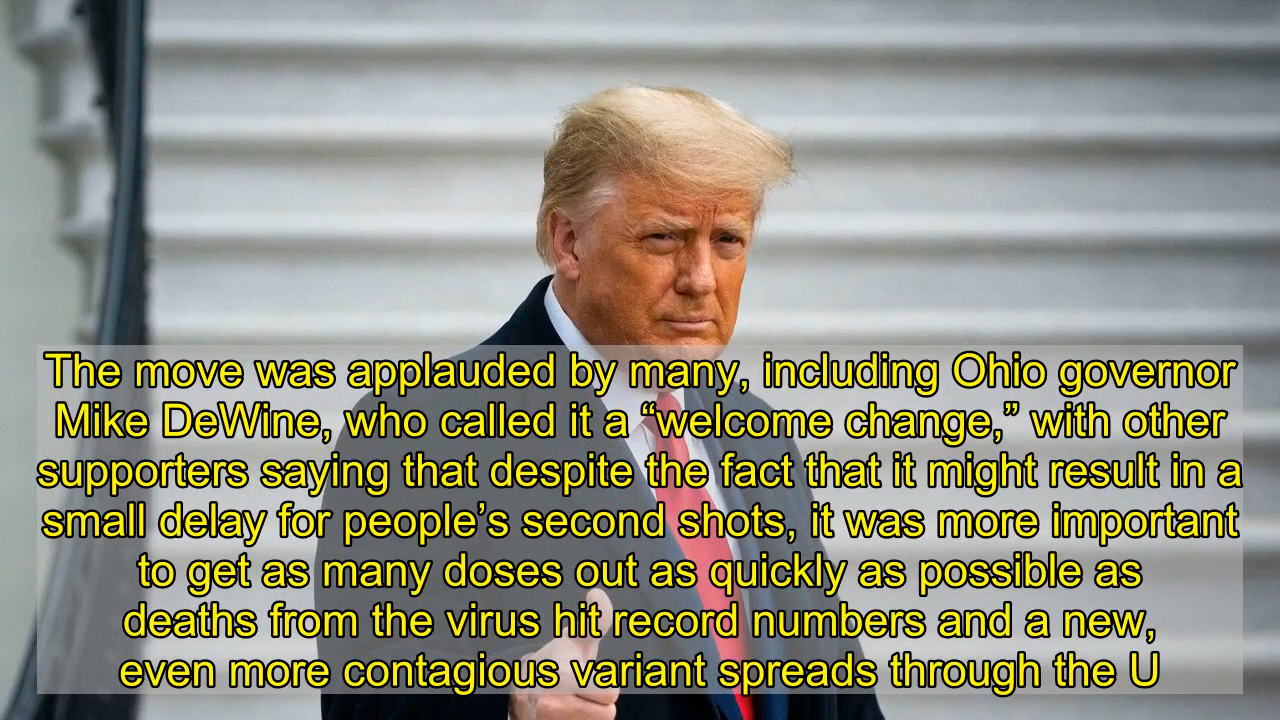 The move was applauded by many, including Ohio governor
Mike DeWine, who called it a “welcome change,” with other
supporters saying that despite the fact that it might result in a
small delay for people’s second shots, it was more important
to get as many doses out as quickly as possible as
deaths from the virus hit record numbers and a new,
even more contagious variant spreads through the U